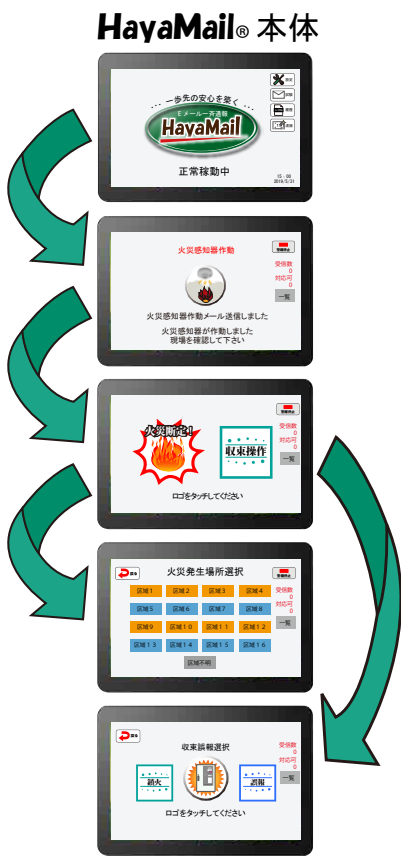 HayaMail® 本体
一歩先の安心を築く
Eメール一斉通報
HayaMail
正常稼動中
15:00
2019/5/31
火災感知器作動
受信数
0
対応可
0
一覧
火災感知器作動メール送信しました
火災感知器が作動しました
現場を確認して下さい
火災断定!
収束操作
受信数
0
対応可
0
一覧
ロゴをタッチしてください
戻る
火災発生場所選択
区域1 区域2 区域3 区域4
区域5 区域6 区域7 区域8
区域9 区域10 区域11 区域12
区域13 区域14 区域15 区域16
区域不明
受信数
0
対応可
0
一覧
戻る
収束誤報選択
鎮火
誤報
受信数
0
対応可
0
一覧
ロゴをタッチしてください